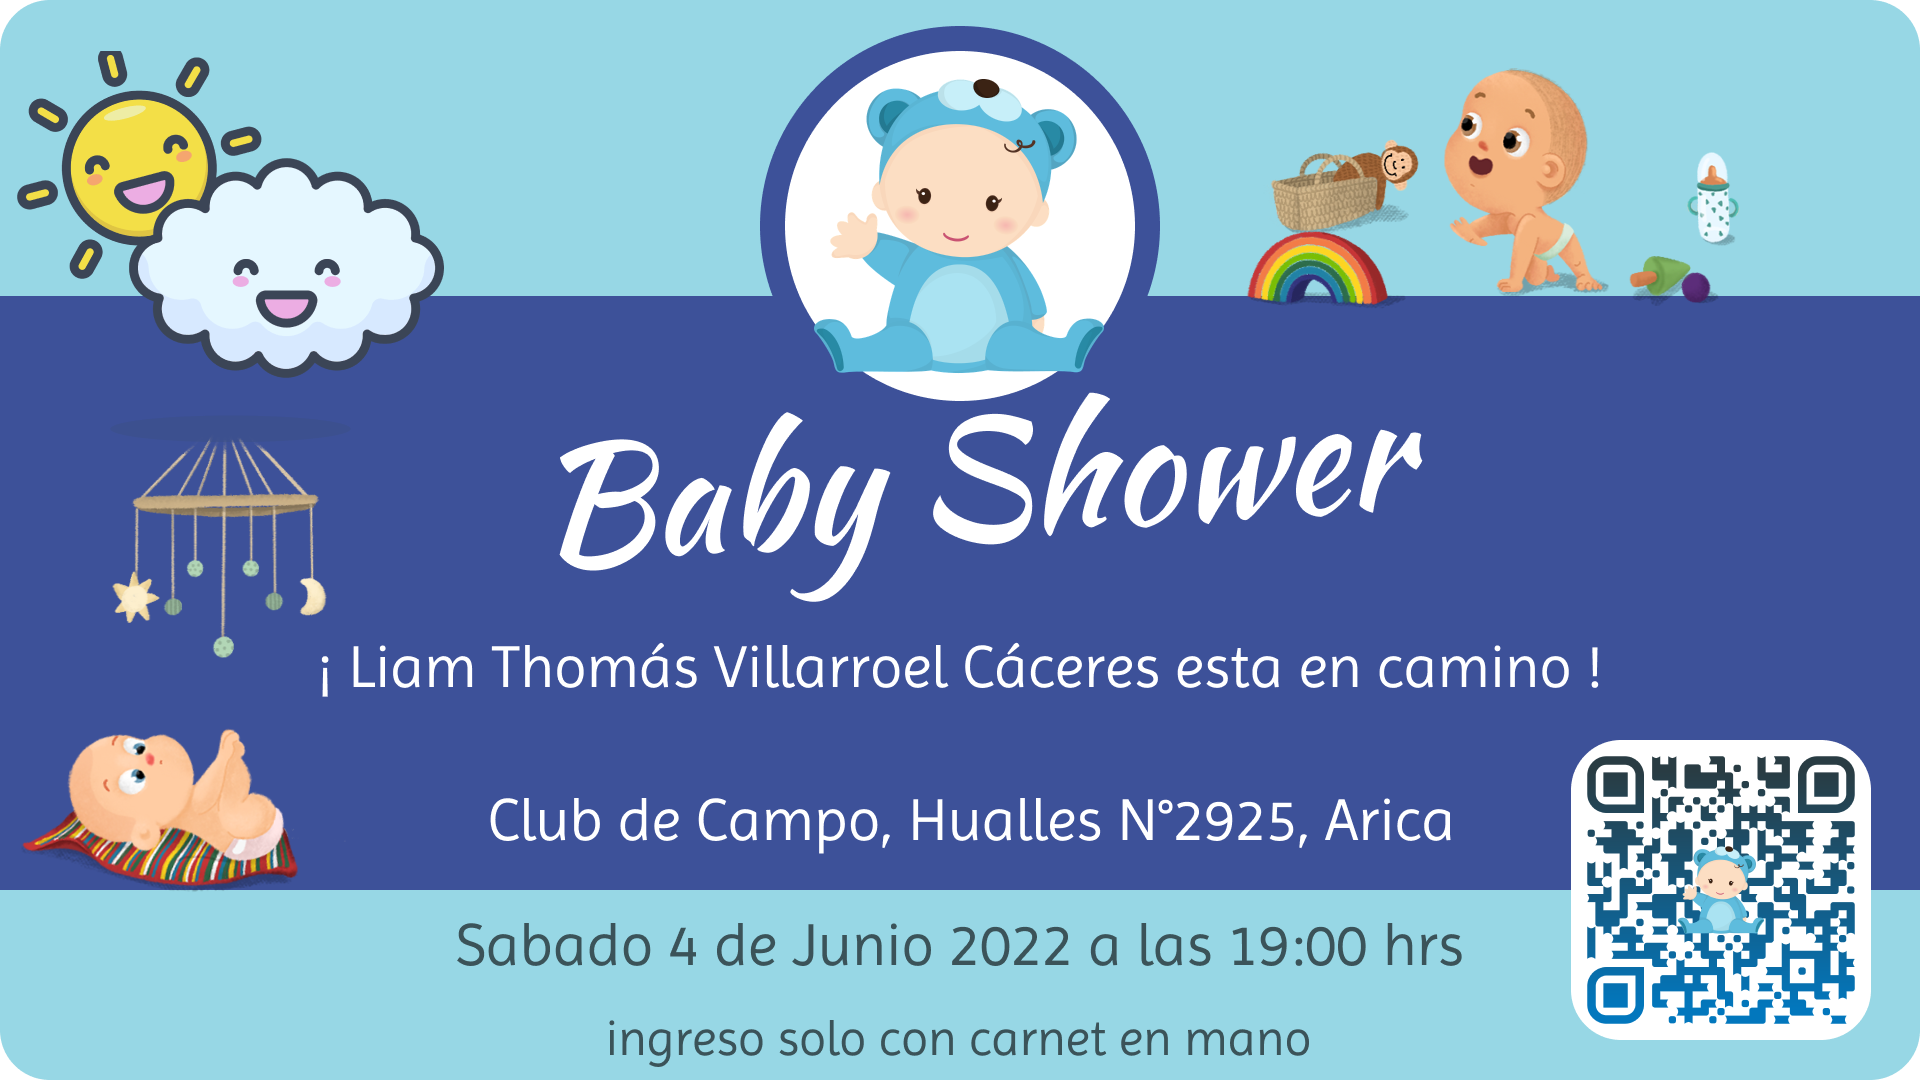 Baby Shower
¡ Liam Thomás Villarroel Cáceres esta en camino !
Club de Campo, Hualles N°2925, Arica
Sabado 4 de Junio 2022 a las 19:00 hrs
ingreso solo con carnet en mano